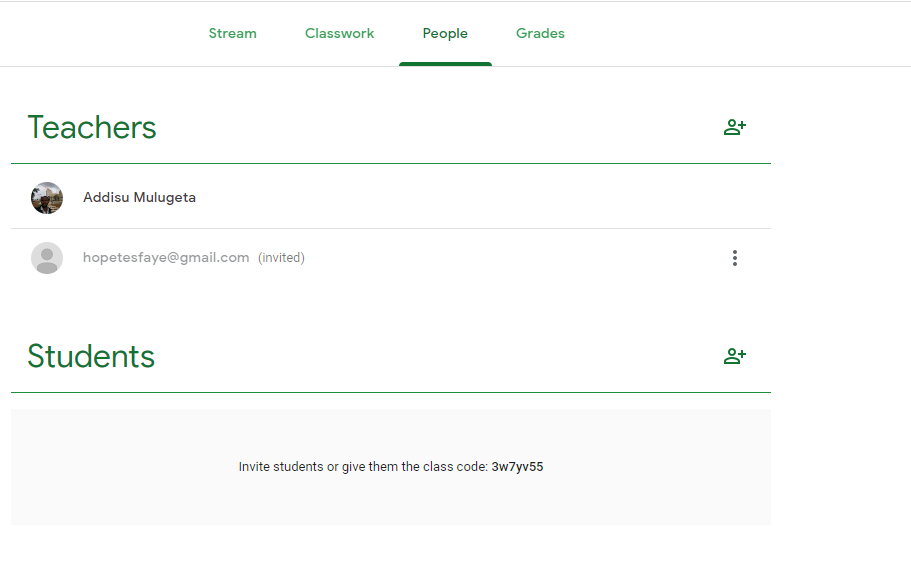 Stream Classwork People Grades
Teachers
Addisu Mulugeta
hopetesfaye@gmail.com (invited)
Students
Invite students or give them the class code: 3w7yv55